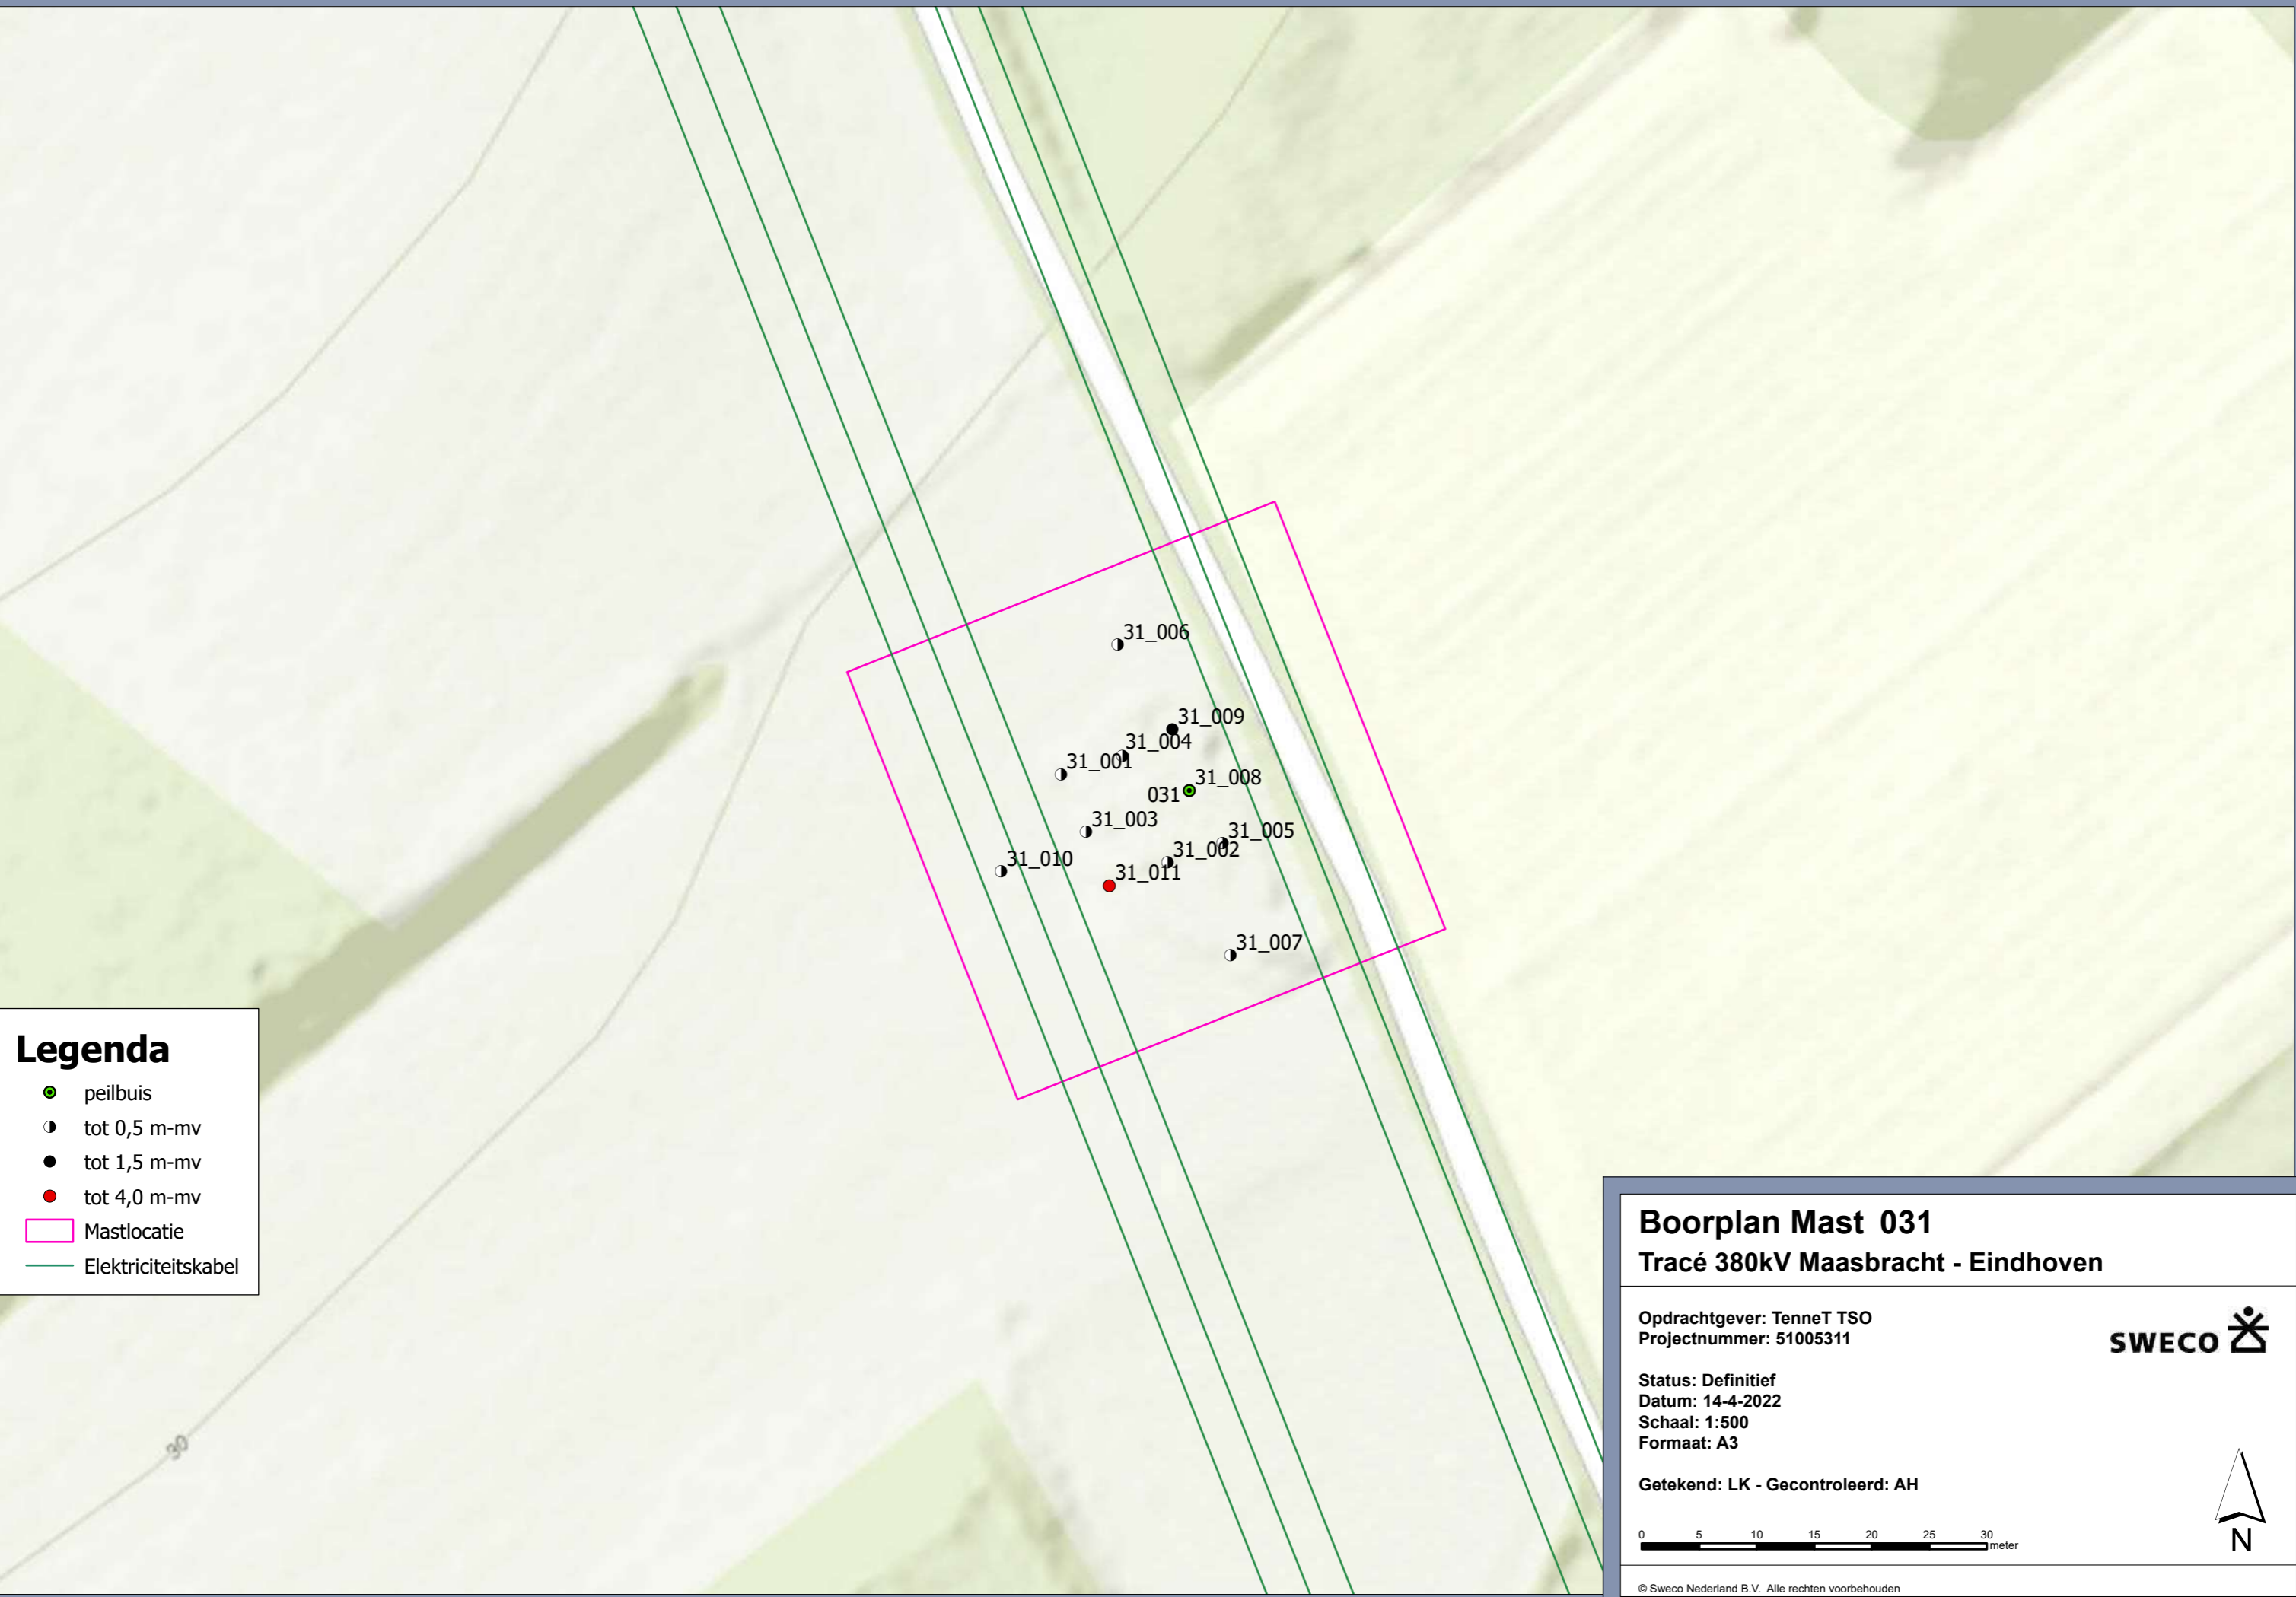 31_006
31_009
31_004
31_001
31_008
031
31_003
31_005
31_002
31_010
31_011
31_007
30
Legenda
peilbuis
tot 0,5 m-mv
tot 1,5 m-mv
tot 4,0 m-mv
Mastlocatie
Elektriciteitskabel
Boorplan Mast 031
Tracé 380kV Maasbracht - Eindhoven
Opdrachtgever: TenneT TSO
Projectnummer: 51005311
SWECO
Status: Definitief
Datum: 14-4-2022
Schaal: 1:500
Formaat: A3
Getekend: LK - Gecontroleerd: AH
0 5 10 15 20 25 30
meter
N
© Sweco Nederland B.V. Alle rechten voorbehouden